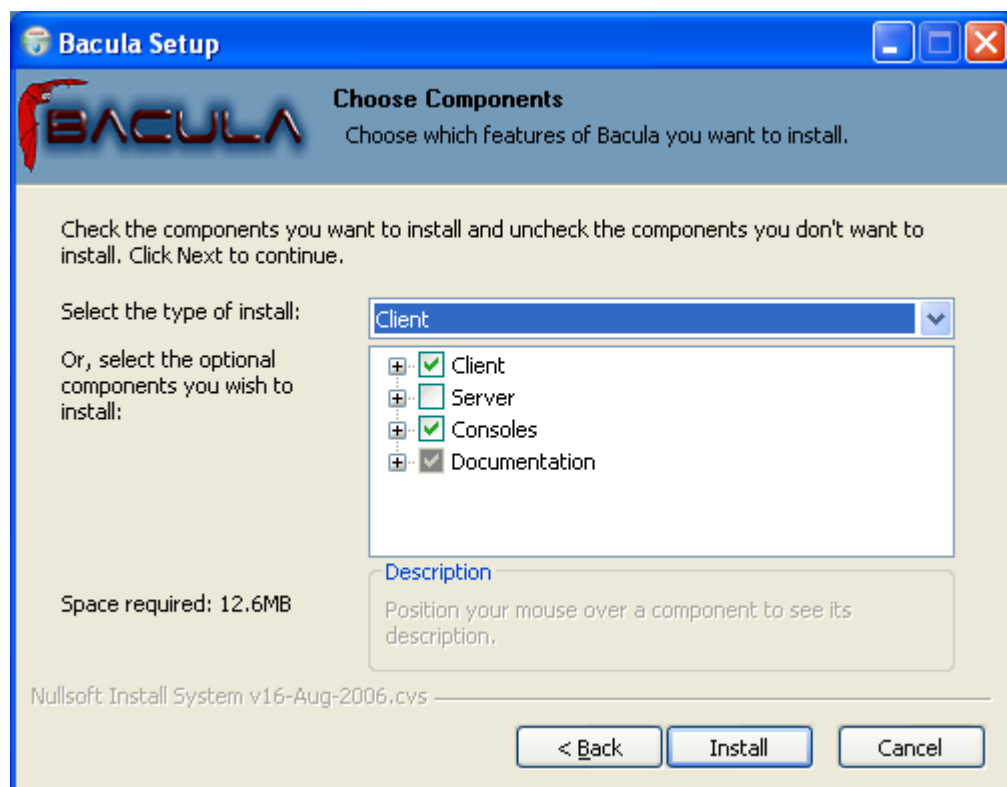 Bacula Setup
BACULA
Choose Components
Choose which features of Bacula you want to install.
Check the components you want to install and uncheck the components you don't want to
install. Click Next to continue.
Select the type of install:
Client
Or, select the optional
components you wish to
install:
Client
Server
Consoles
Documentation
Space required: 12.6MB
Description
Position your mouse over a component to see its
description.
Nullsoft Install System v16-Aug-2006.cvs
< Back
Install
Cancel